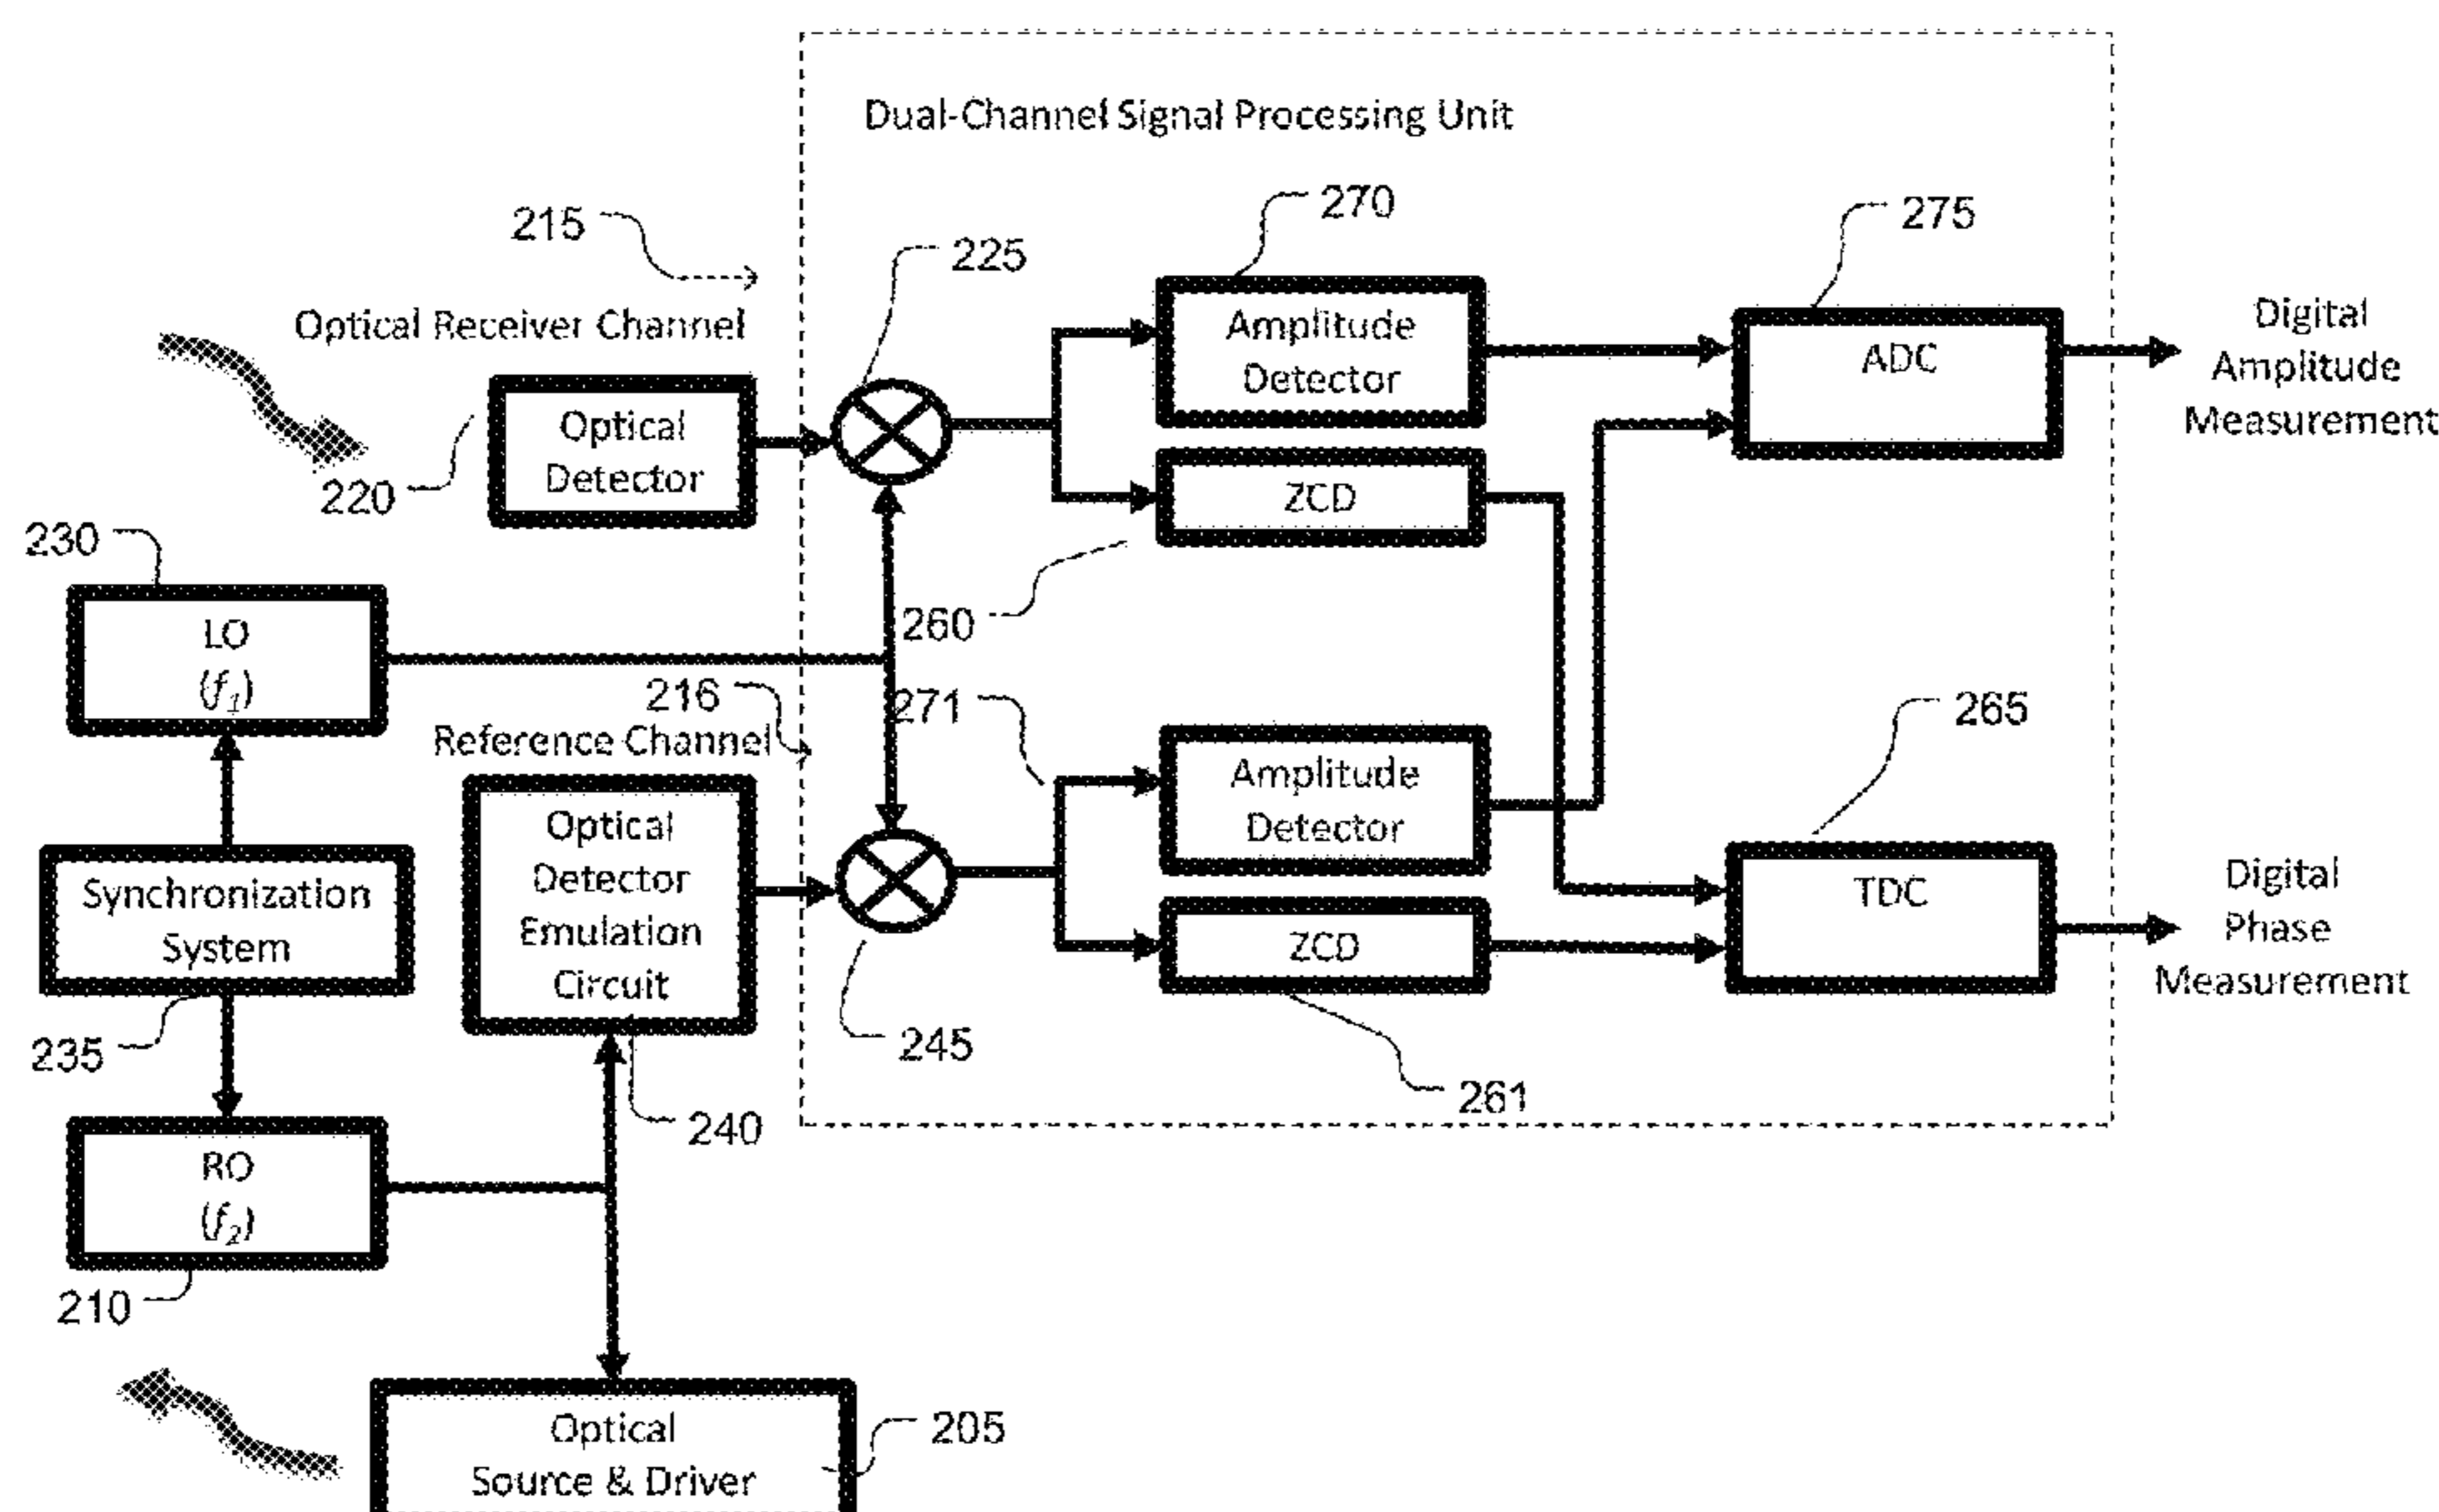 Dual-Channel Signal Processing Unit
215
225
270
275
Optical Receiver Channel
Optical
Detector
220
Amplitude
Detector
ADC
Digital
Amplitude
Measurement
ZCD
260
230
LO
(f1)
216
Reference Channel
271
Amplitude
Detector
265
Synchronization
System
235
Optical
Detector
Emulation
Circuit
240
245
ZCD
261
TDC
Digital
Phase
Measurement
RO
(f2)
210
Optical
Source & Driver
205